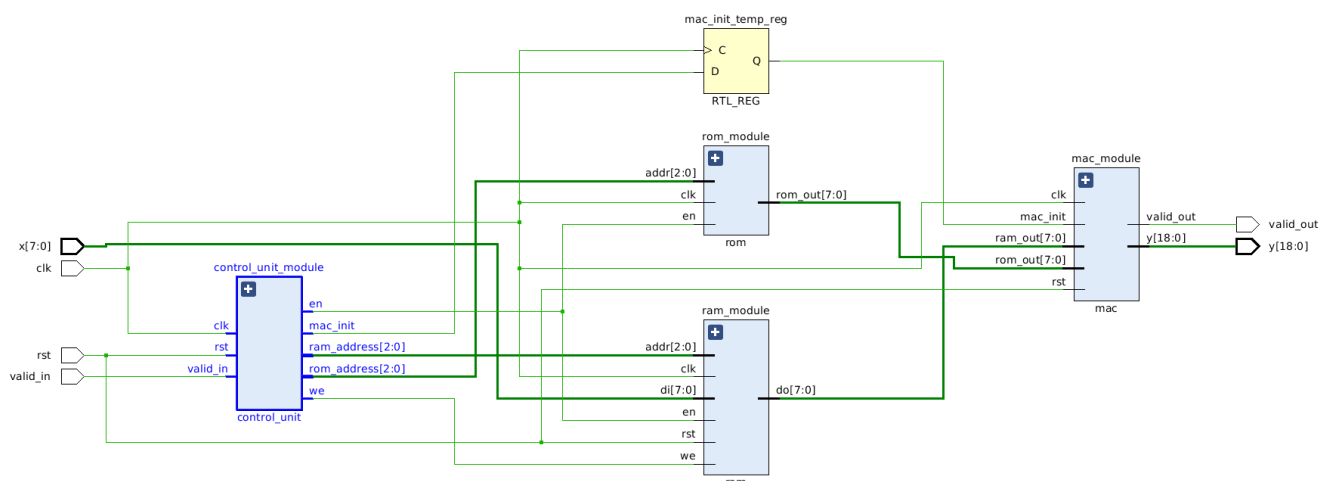 mac_init_temp_reg
C
D
Q
RTL_REG
rom_module
addr[2:0]
clk
en
rom_out[7:0]
rom
mac_module
clk
mac_init
ram_out[7:0]
rom_out[7:0]
rst
valid_out
y[18:0]
mac
valid_out
y[18:0]
x[7:0]
clk
rst
valid_in
control_unit_module
clk
rst
valid_in
en
mac_init
ram_address[2:0]
rom_address[2:0]
we
control_unit
ram_module
addr[2:0]
clk
di[7:0]
en
rst
we
do[7:0]